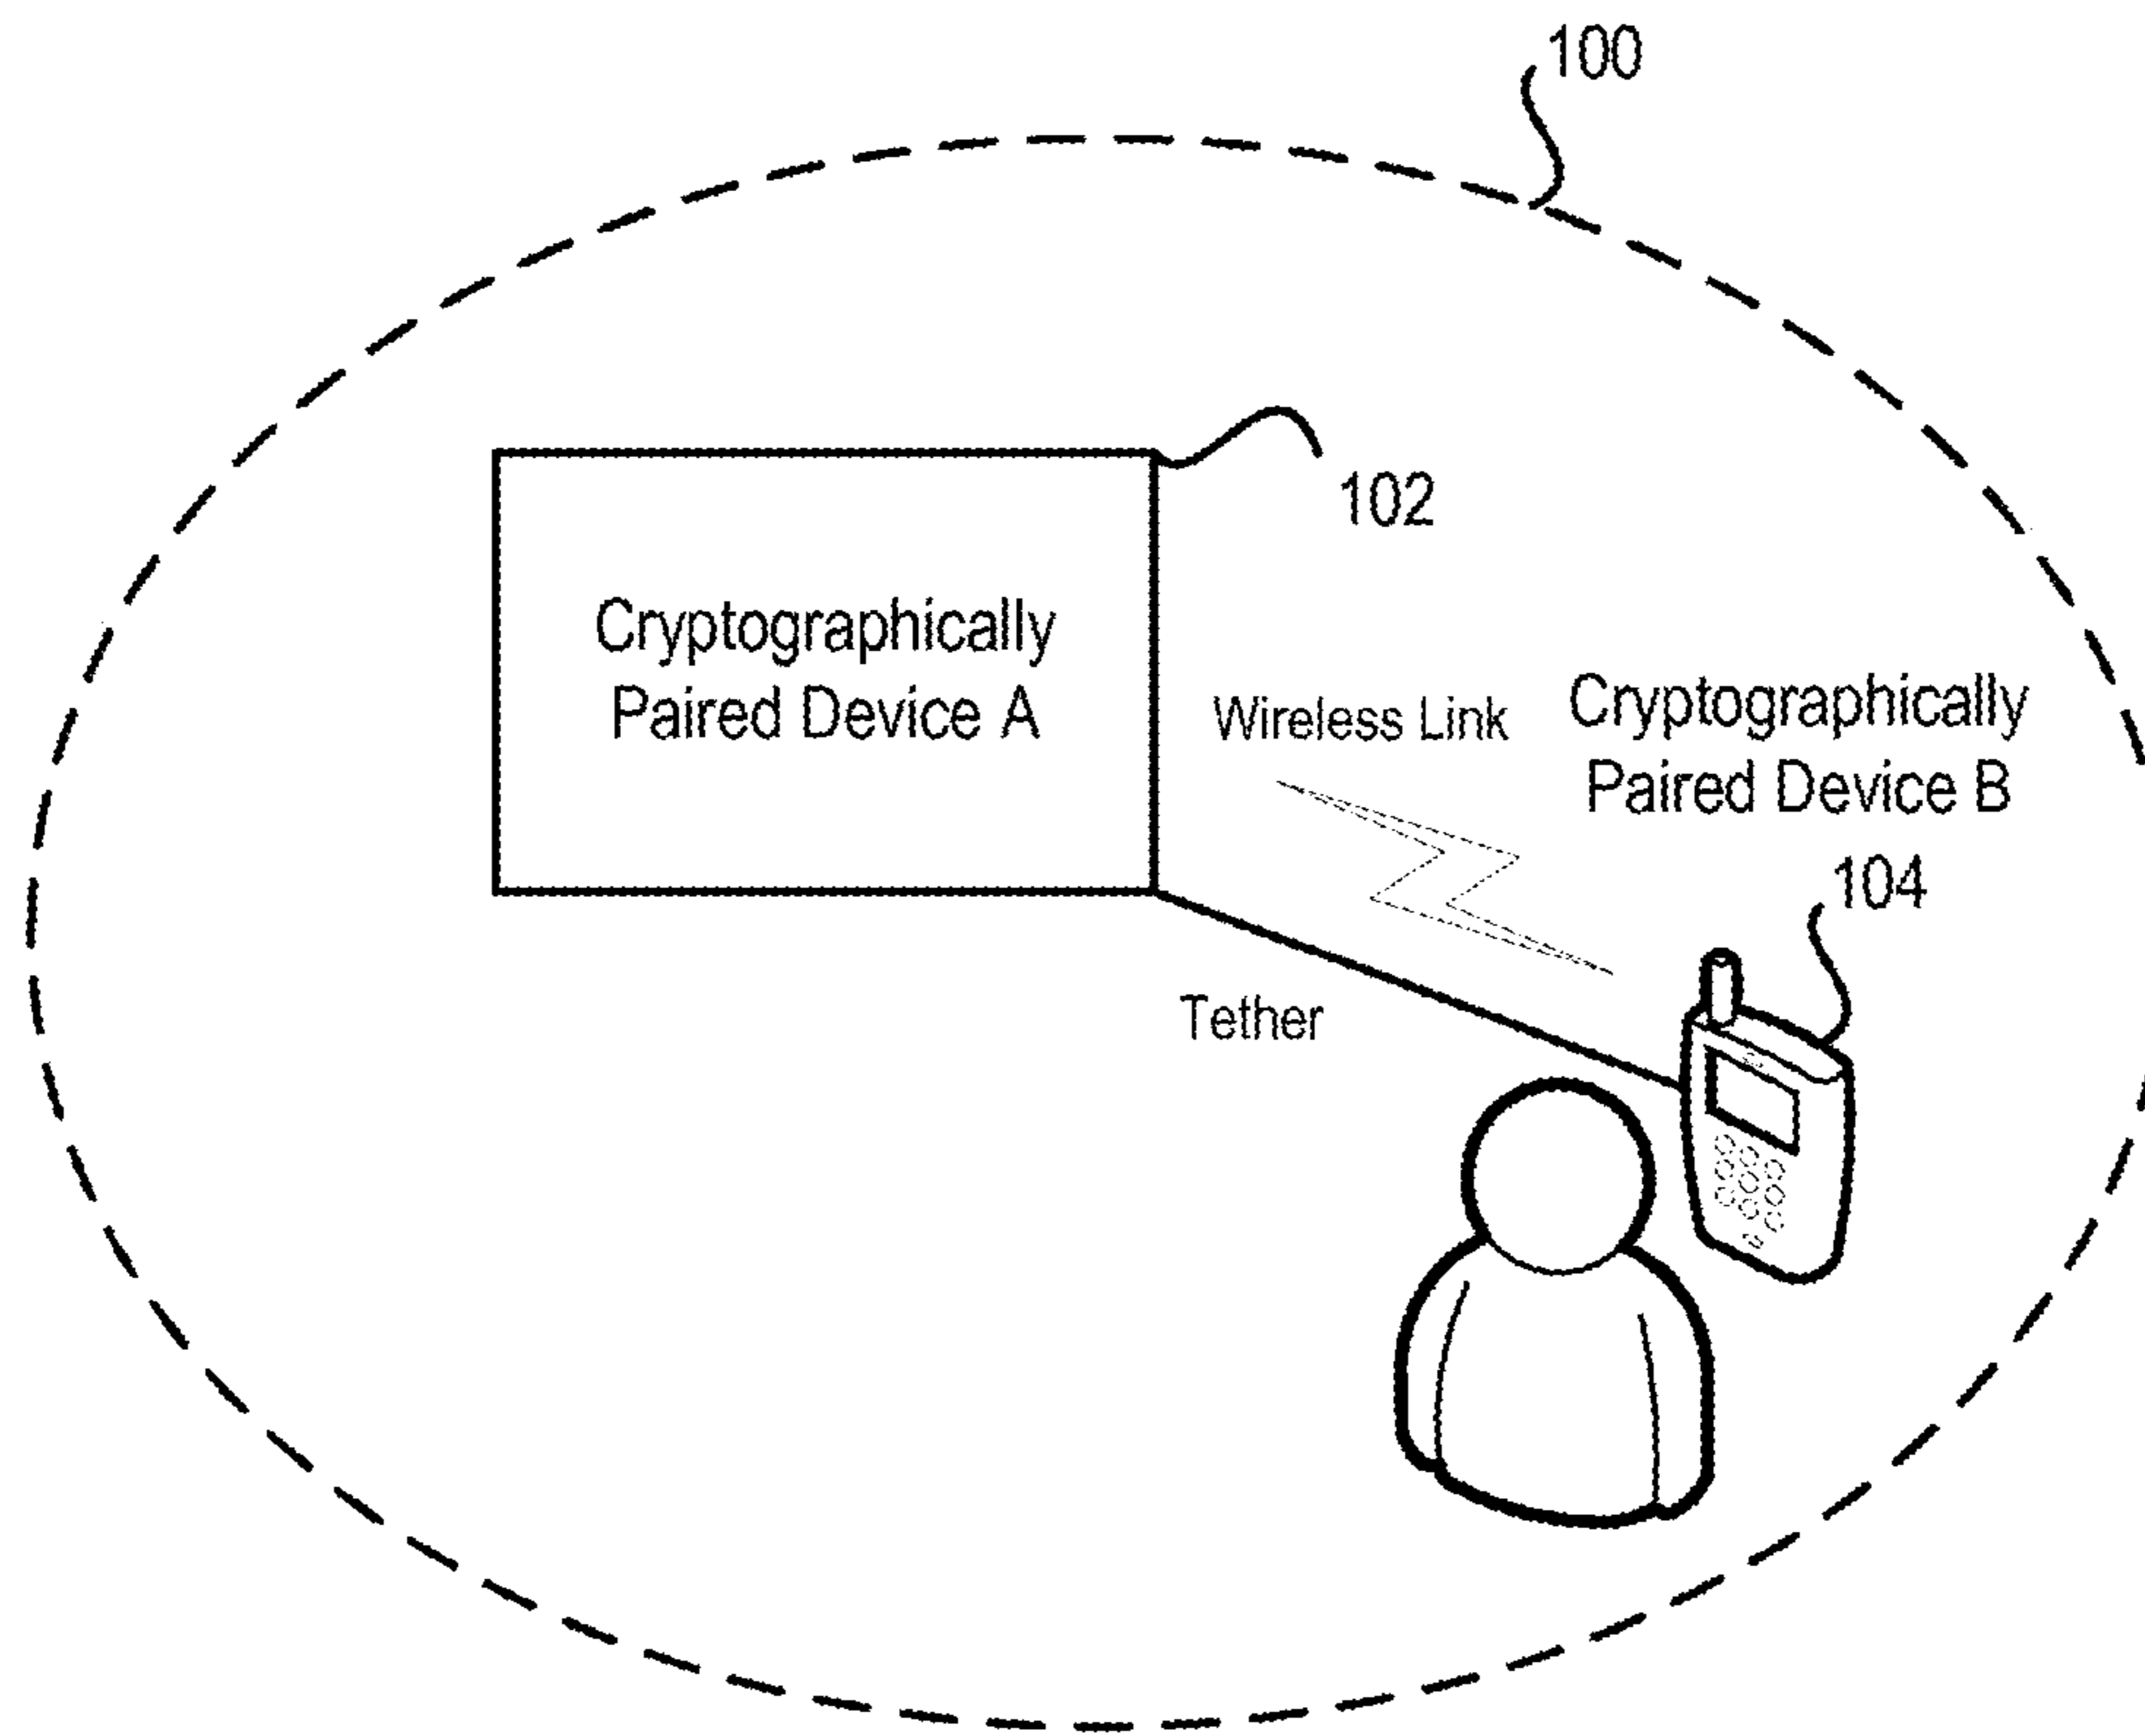 100
102
Cryptographically
Paired Device A
Wireless Link
Cryptographically
Paired Device B
104
Tether